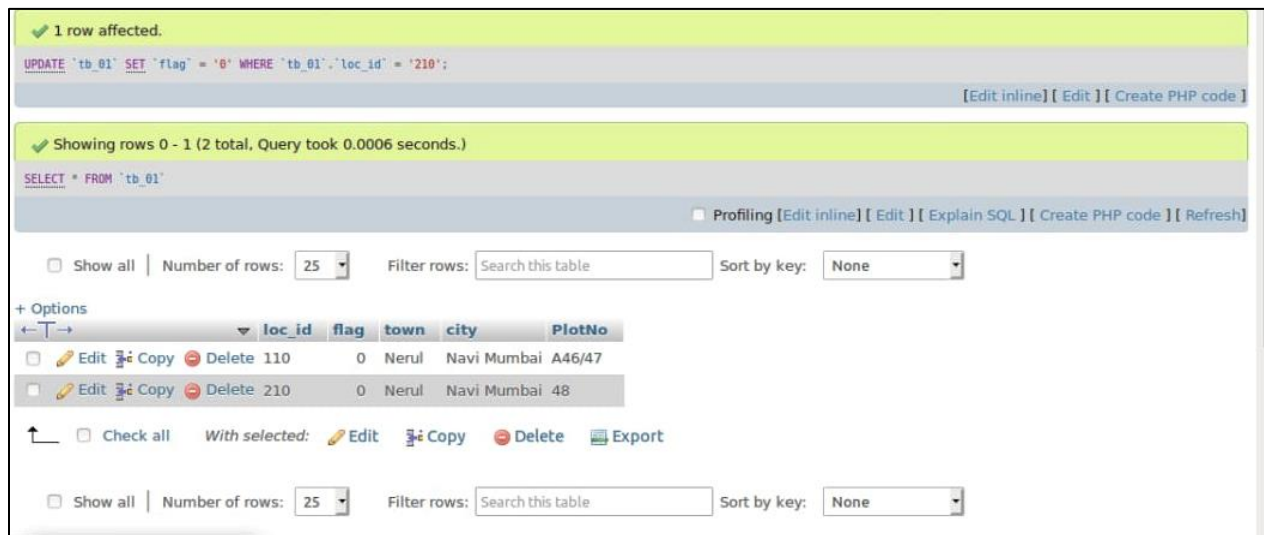 1 row affected.
UPDATE `tb_01` SET `flag` = '0' WHERE `tb_01`.`loc_id` = '210';
[Edit inline] [ Edit ] [ Create PHP code ]
Showing rows 0 - 1 (2 total, Query took 0.0006 seconds.)
SELECT * FROM `tb_01`
Profiling [Edit inline] [ Edit ] [ Explain SQL ] [ Create PHP code ] [ Refresh]
Show all | Number of rows: 25 Filter rows: Search this table Sort by key: None
+ Options
←T→ loc_id flag town city PlotNo
Edit Copy Delete 110 0 Nerul Navi Mumbai A46/47
Edit Copy Delete 210 0 Nerul Navi Mumbai 48
Check all With selected: Edit Copy Delete Export
Show all | Number of rows: 25 Filter rows: Search this table Sort by key: None